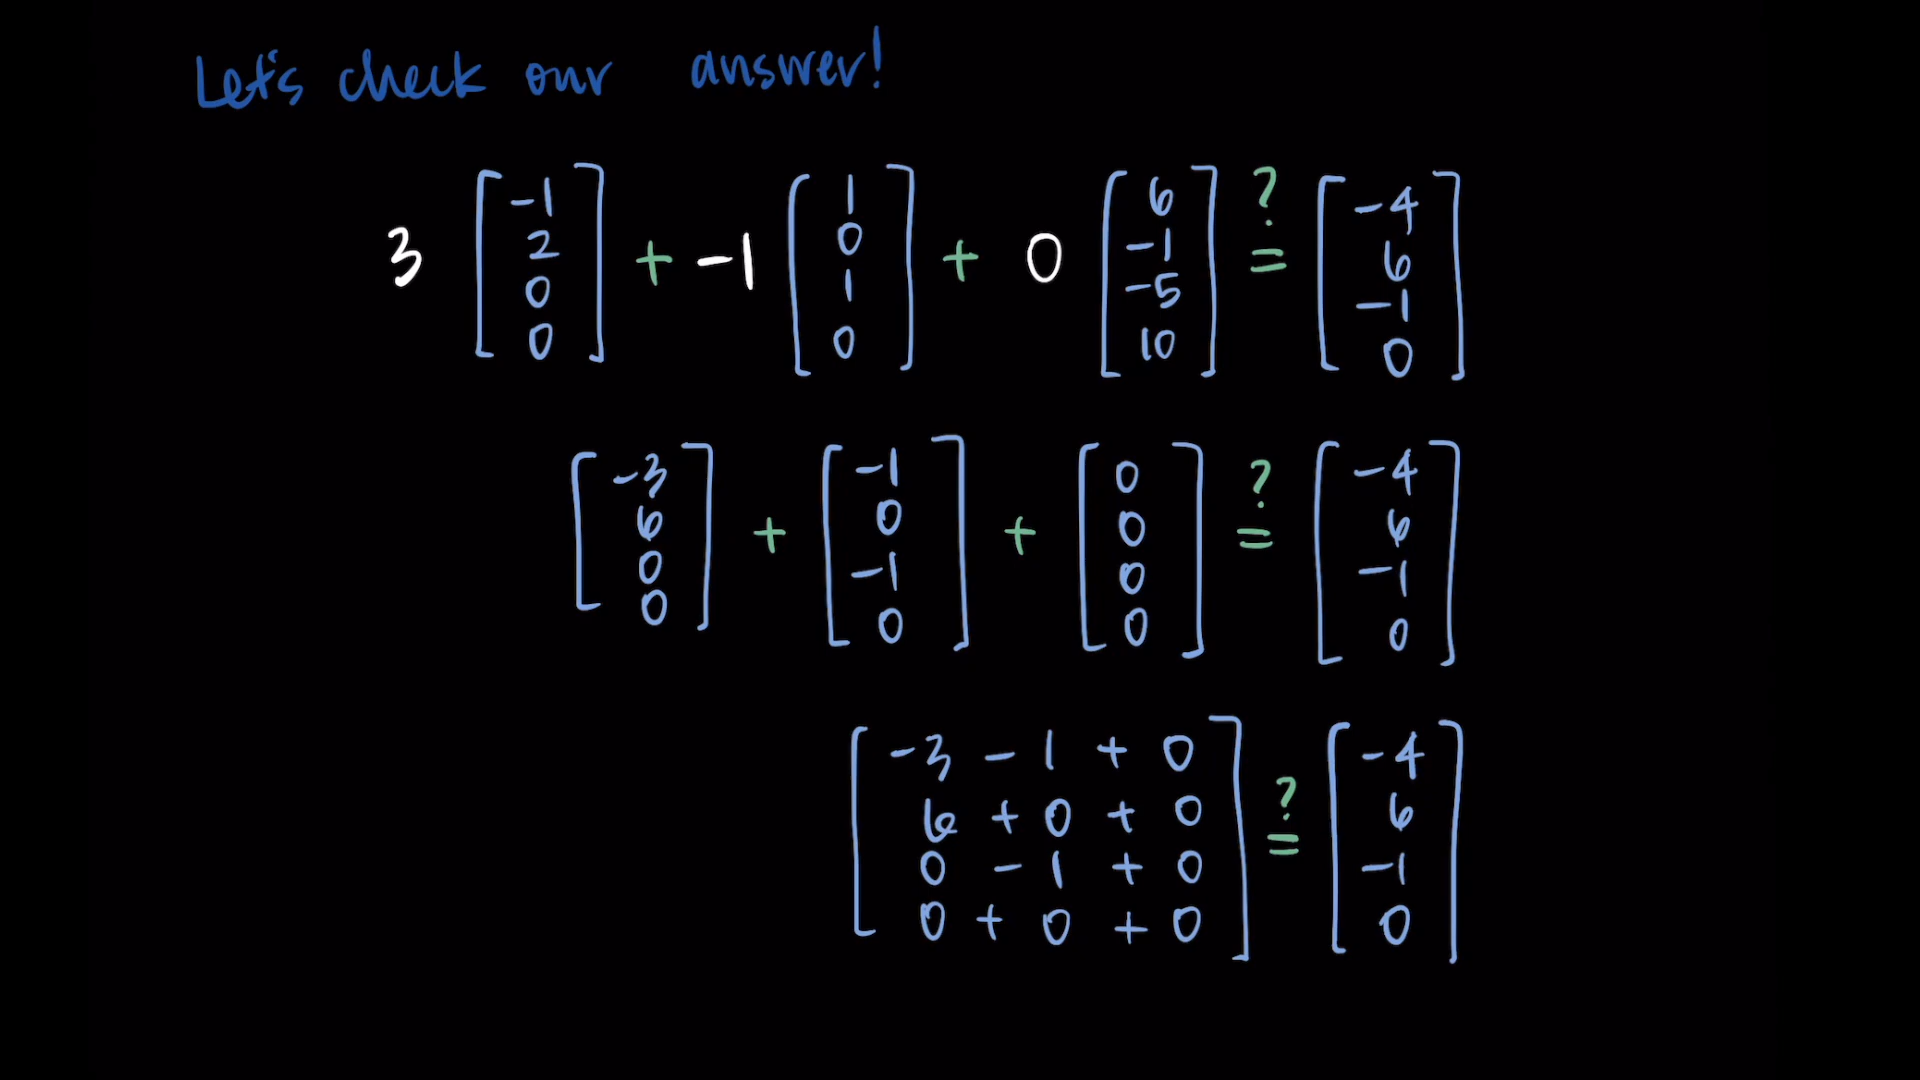 Let's check our answer!
3 [-1 2 0 0] + -1 [1 0 1 0] + 0 [6 -1 -5 10] ?= [-4 6 -1 0]
[-3 6 0 0] + [-1 0 -1 0] + [0 0 0 0] ?= [-4 6 -1 0]
[-3 - 1 + 0
6 + 0 + 0
0 - 1 + 0
0 + 0 + 0] ?= [-4 6 -1 0]